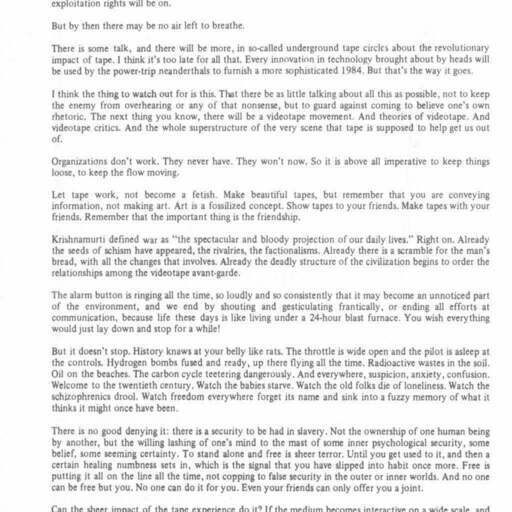 exploitation rights will be on.
But by then there may be no air left to breathe.
There is some talk, and there will be more, in so-called underground tape circles about the revolutionary
impact of tape. I think it's too late for all that. Every innovation in technology brought about by heads will
be used by the power-trip neanderthals to furnish a more sophisticated 1984. But that's the way it goes.
I think the thing to watch out for is this. That there be as little talking about all this as possible, not to keep
the enemy from overhearing or any of that nonsense, but to guard against coming to believe one's own
rhetoric. The next thing you know, there will be a videotape movement. And theories of videotape. And
videotape critics. And the whole superstructure of the very scene that tape is supposed to help get us out
of.
Organizations don't work. They never have. They won't now. So it is above all imperative to keep things
loose, to keep the flow moving.
Let tape work, not become a fetish. Make beautiful tapes, but remember that you are conveying
information, not making art. Art is a fossilized concept. Show tapes to your friends. Make tapes with your
friends. Remember that the important thing is the friendship.
Krishnamurti defined war as "the spectacular and bloody projection of our daily lives." Right on. Already
the seeds of schism have appeared, the rivalries, the factionalisms. Already there is a scramble for the man's
bread, with all the changes that involves. Already the deadly structure of the civilization begins to order the
relationships among the videotape avant-garde.
The alarm button is ringing all the time, so loudly and so consistently that it may become an unnoticed part
of the environment, and we end by shouting and gesticulating frantically, or ending all efforts at
communication, because life these days is like living under a 24-hour blast furnace. You wish everything
would just lay down and stop for a while!
But it doesn't stop. History knaws at your belly like rats. The throttle is wide open and the pilot is asleep at
the controls. Hydrogen bombs fused and ready, up there flying all the time. Radioactive wastes in the soil.
Oil on the beaches. The carbon cycle teetering dangerously. And everywhere, suspicion, anxiety, confusion.
Welcome to the twentieth century. Watch the babies starve. Watch the old folks die of loneliness. Watch the
schizophrenics drool. Watch freedom everywhere forget its name and sink into a fuzzy memory of what it
thinks it might once have been.
There is no good denying it: there is a security to be had in slavery. Not the ownership of one human being
by another, but the willing lashing of one's mind to the mast of some inner psychological security, some
belief, some seeming certainty. To stand alone and free is sheer terror. Until you get used to it, and then a
certain healing numbness sets in, which is the signal that you have slipped into habit once more. Free is
putting it all on the line all the time, not copping to false security in the outer or inner worlds. And no one
can be free but you. No one can do it for you. Even your friends can only offer you a joint.
Can the sheer impact of the tape experience do it? If the medium becomes interactive on a wide scale, and